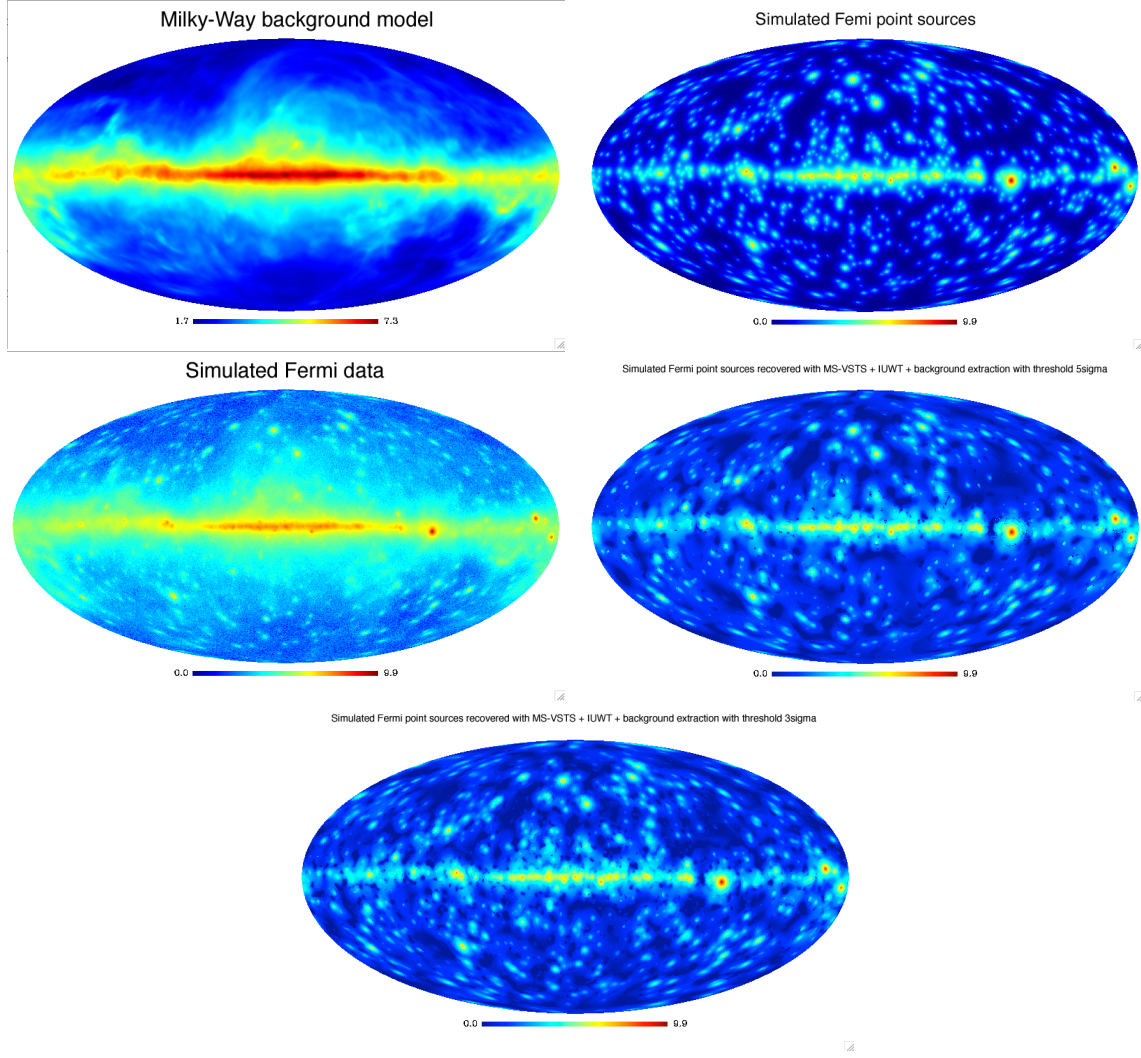 Milky-Way background model
1.7 7.3
Simulated Femi point sources
0.0 9.9
Simulated Fermi data
0.0 9.9
Simulated Fermi point sources recovered with MS-VSTS + IUWT + background extraction with threshold 5sigma
0.0 9.9
Simulated Fermi point sources recovered with MS-VSTS + IUWT + background extraction with threshold 3sigma
0.0 9.9